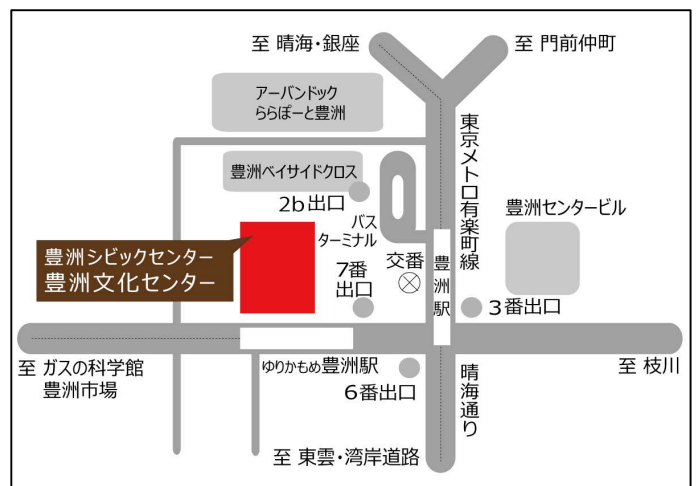 至 晴海・銀座
至 門前仲町
アーバンドック
ららぽーと豊洲
東京メトロ有楽町線
豊洲ベイサイドクロス
2b出口
バス
ターミナル
豊洲センタービル
豊洲シビックセンター
豊洲文化センター
7番
出口
交番
豊洲駅
3番出口
至 ガスの科学館
豊洲市場
ゆりかもめ豊洲駅
6番出口
晴海通り
至 枝川
至 東雲・湾岸道路